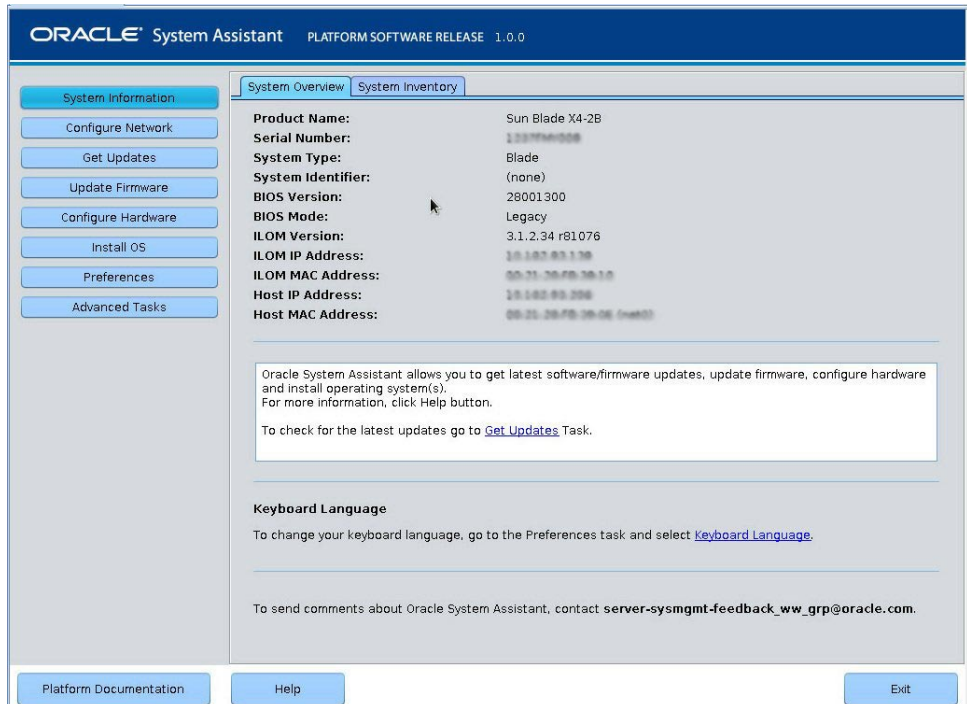 ORACLE System Assistant PLATFORM SOFTWARE RELEASE 1.0.0
System Information
Configure Network
Get Updates
Update Firmware
Configure Hardware
Install OS
Preferences
Advanced Tasks
System Overview System Inventory
Product Name: Sun Blade X4-2B
Serial Number:
System Type: Blade
System Identifier: (none)
BIOS Version: 28001300
BIOS Mode: Legacy
ILOM Version: 3.1.2.34 r81076
ILOM IP Address:
ILOM MAC Address:
Host IP Address:
Host MAC Address:
Oracle System Assistant allows you to get latest software/firmware updates, update firmware, configure hardware
and install operating system(s).
For more information, click Help button.
To check for the latest updates go to Get Updates Task.
Keyboard Language
To change your keyboard language, go to the Preferences task and select Keyboard Language.
To send comments about Oracle System Assistant, contact server-sysmgmt-feedback_ww_grp@oracle.com.
Platform Documentation Help Exit